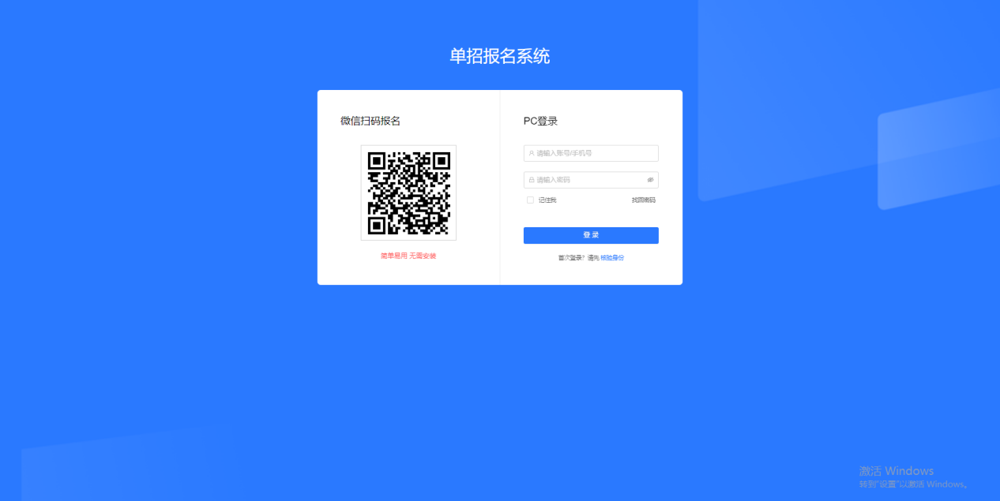 单招报名系统
微信扫码报名
简单易用 无需安装
PC登录
请输入账号/手机号
请输入密码
记住我 找回密码
登 录
首次登录？请先 核验身份
激活 Windows
转到"设置"以激活 Windows。